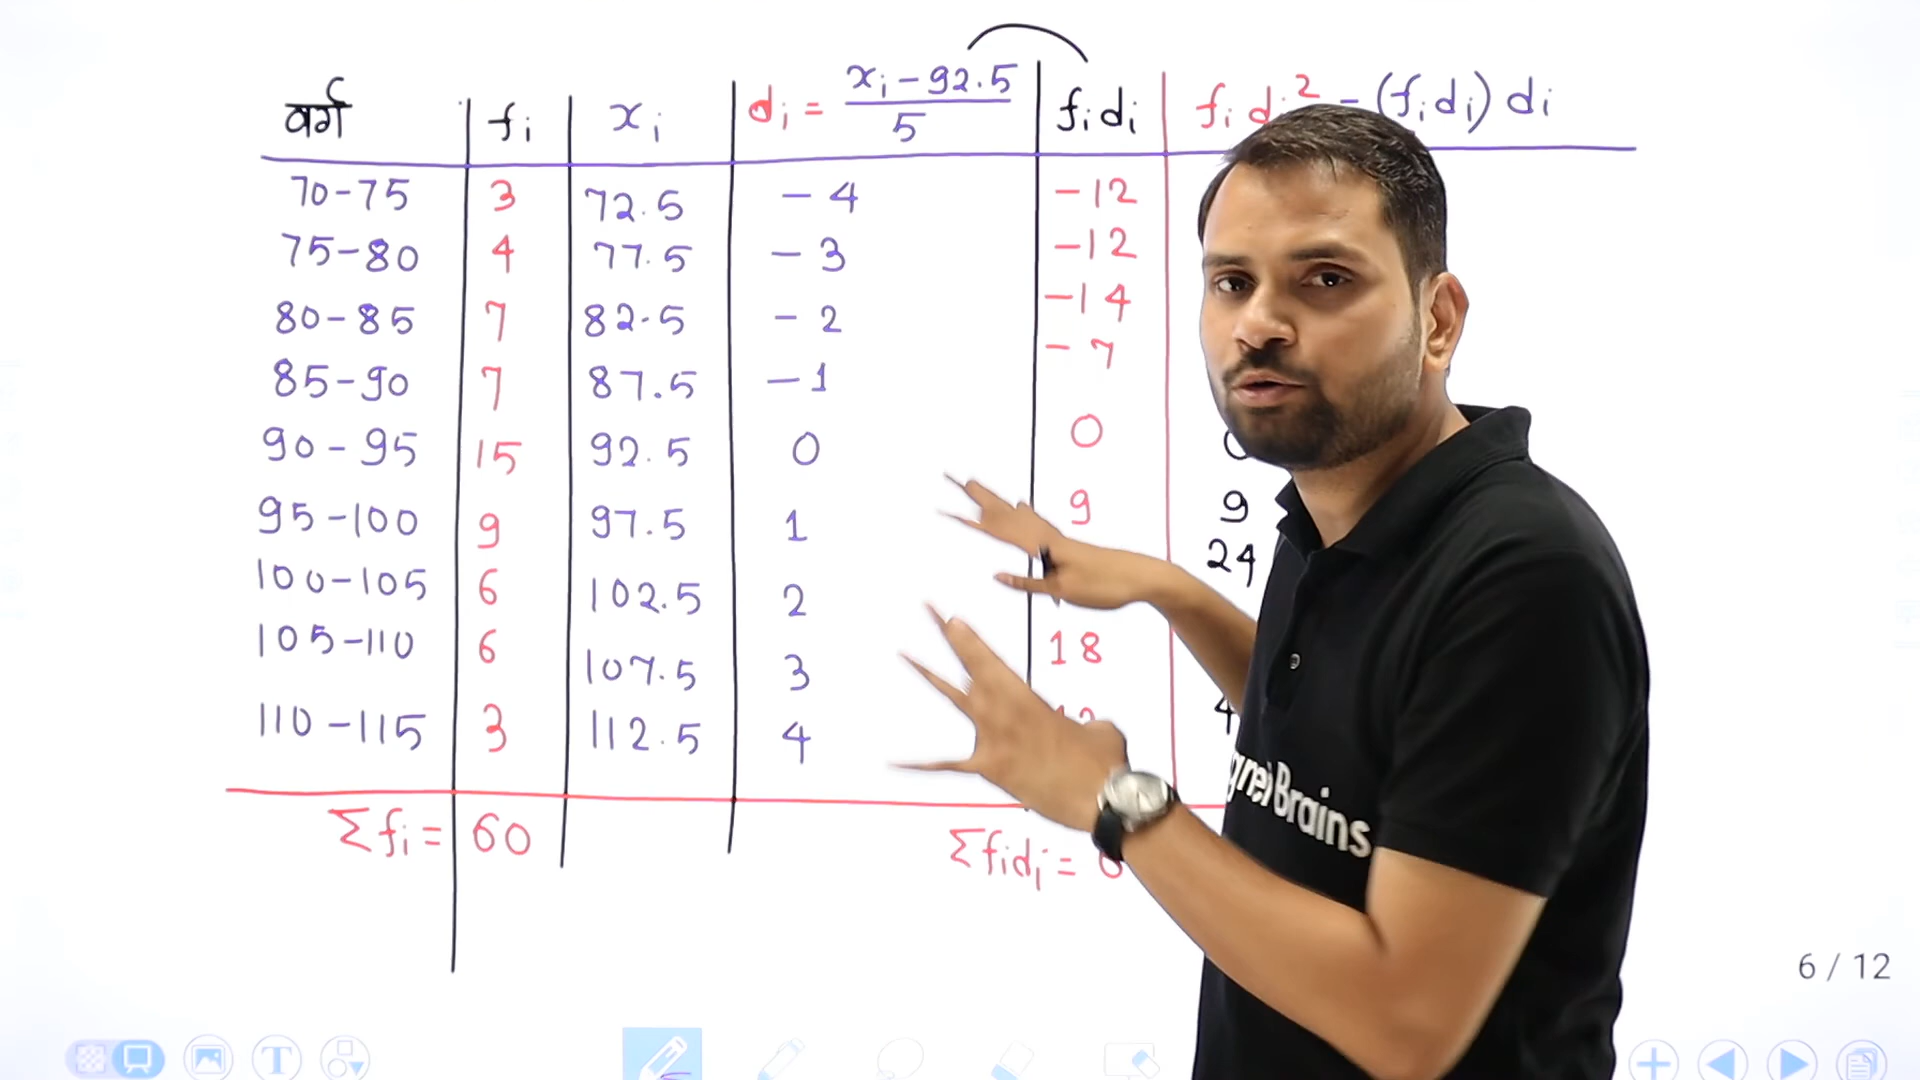 वर्ग fᵢ xᵢ dᵢ = (xᵢ - 92.5)/5 fᵢdᵢ fᵢdᵢ² = (fᵢdᵢ) dᵢ
70-75 3 72.5 -4 -12
75-80 4 77.5 -3 -12
80-85 7 82.5 -2 -14
85-90 7 87.5 -1 -7
90-95 15 92.5 0 0
95-100 9 97.5 1 9 9
100-105 6 102.5 2 24
105-110 6 107.5 3 18
110-115 3 112.5 4
Σfᵢ = 60 Σfᵢdᵢ =
Brains
6 / 12